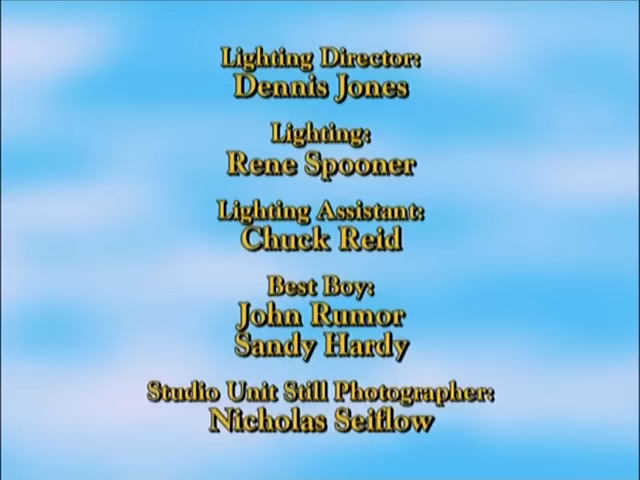 Lighting Director:
Dennis Jones
Lighting:
Rene Spooner
Lighting Assistant:
Chuck Reid
Best Boy:
John Rumor
Sandy Hardy
Studio Unit Still Photographer:
Nicholas Seiflow